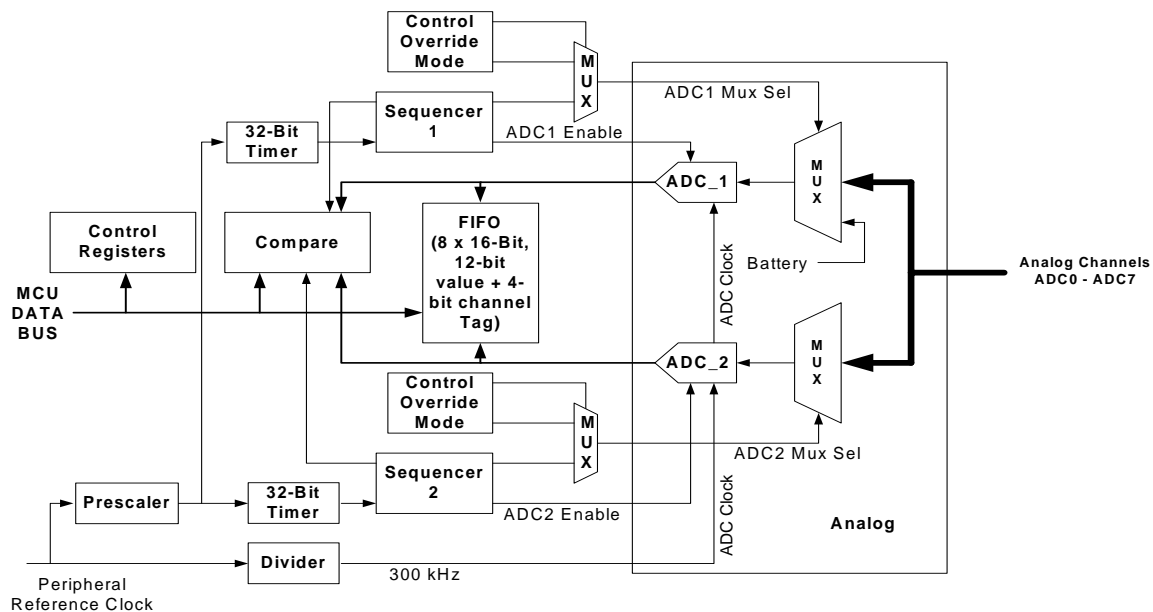 Control
Override
Mode
M
U
X
ADC1 Mux Sel
Sequencer
1
ADC1 Enable
32-Bit
Timer
ADC_1
M
U
X
Control
Registers
Compare
FIFO
(8 x 16-Bit,
12-bit
value + 4-
bit channel
Tag)
ADC Clock
Battery
Analog Channels
ADC0 - ADC7
MCU
DATA
BUS
ADC_2
M
U
X
Control
Override
Mode
M
U
X
ADC2 Mux Sel
Sequencer
2
ADC2 Enable
Prescaler
32-Bit
Timer
ADC Clock
Analog
Divider
300 kHz
Peripheral
Reference Clock